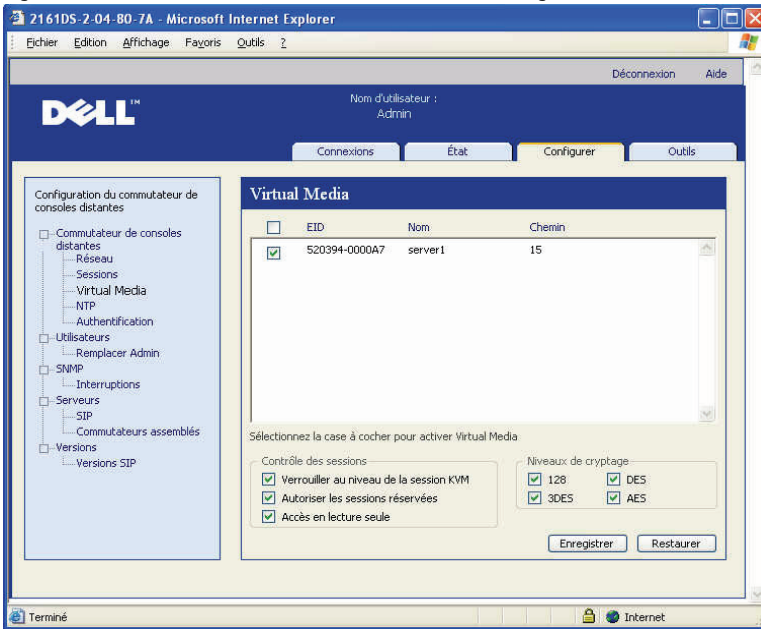 2161DS-2-04-80-7A - Microsoft Internet Explorer
Fichier Edition Affichage Favoris Outils ?
Déconnexion Aide
DELL™
Nom d'utilisateur :
Admin
Connexions État Configurer Outils
Configuration du commutateur de
consoles distantes
Commutateur de consoles
distantes
Réseau
Sessions
Virtual Media
NTP
Authentification
Utilisateurs
Remplacer Admin
SNMP
Interruptions
Serveurs
SIP
Commutateurs assemblés
Versions
Versions SIP
Virtual Media
EID Nom Chemin
520394-0000A7 server1 15
Sélectionnez la case à cocher pour activer Virtual Media
Contrôle des sessions
Verrouiller au niveau de la session KVM
Autoriser les sessions réservées
Accès en lecture seule
Niveaux de cryptage
128 DES
3DES AES
Enregistrer Restaurer
Terminé
Internet